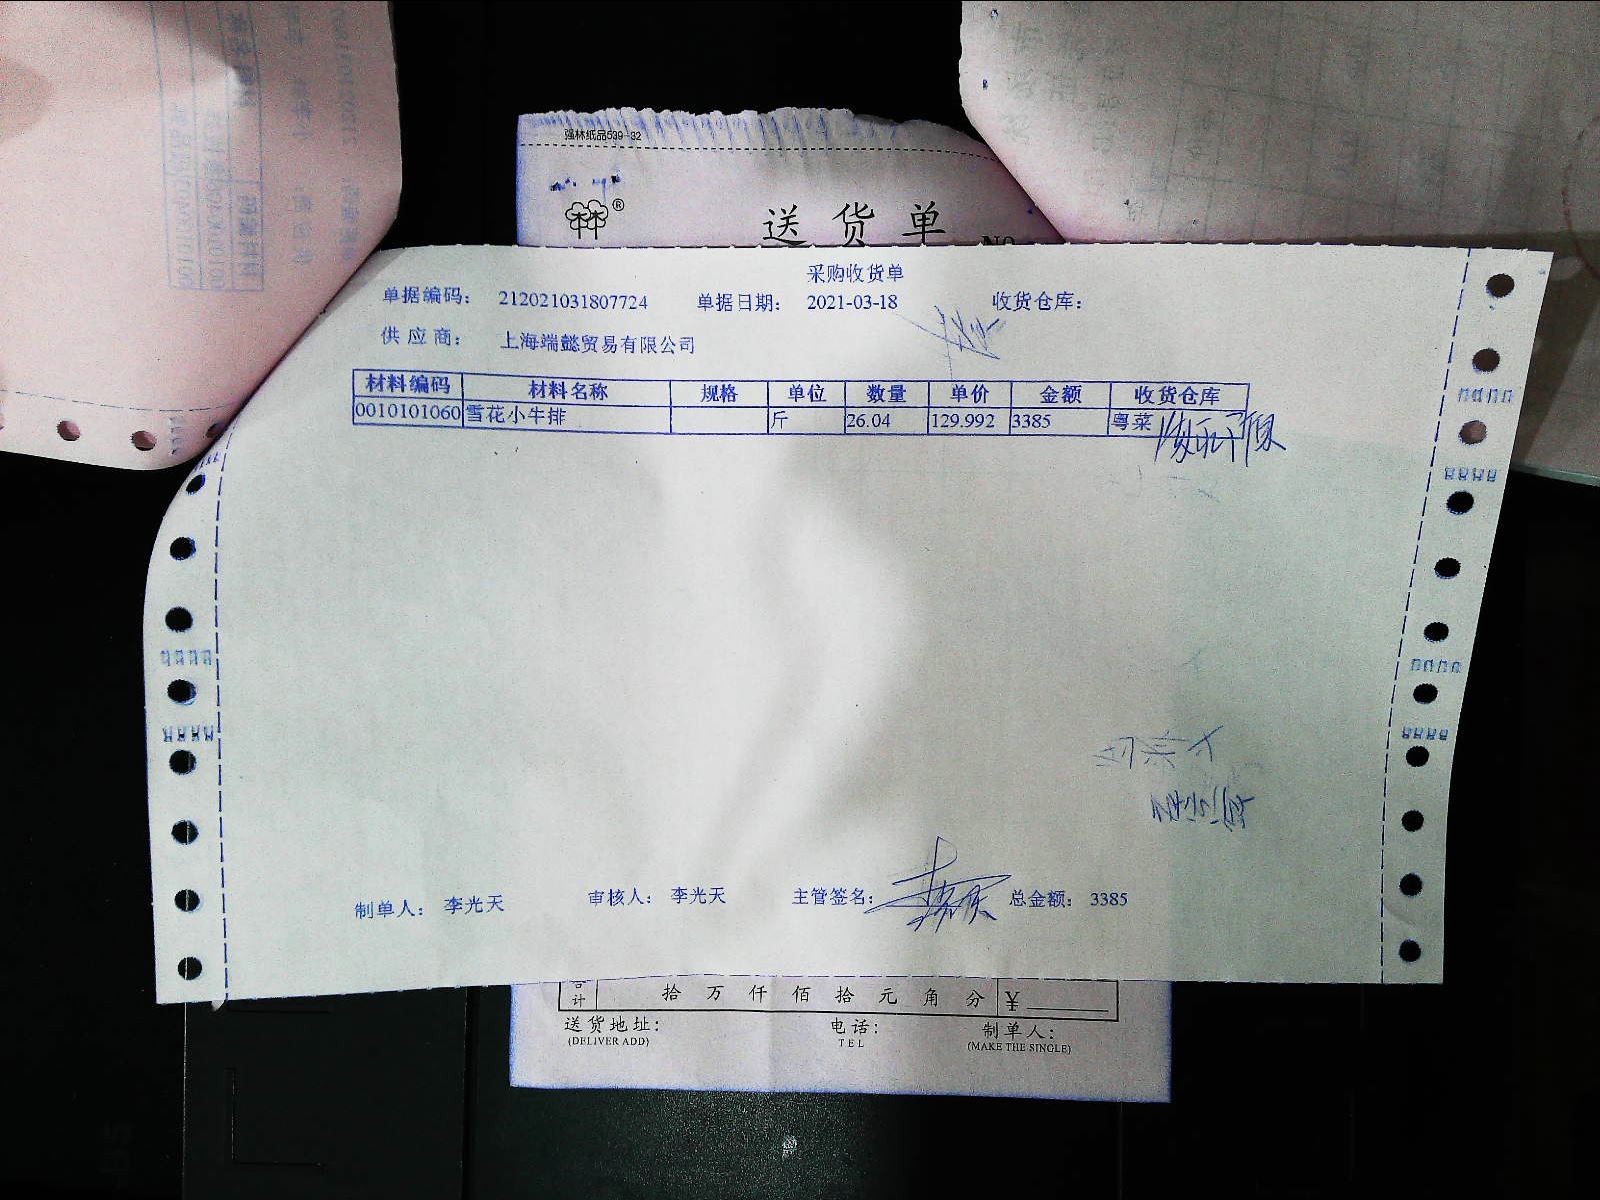 强林纸品539-32
送货单
采购收货单
单据编码： 212021031807724 单据日期： 2021-03-18 收货仓库：
供应商： 上海端懿贸易有限公司
材料编码 材料名称 规格 单位 数量 单价 金额 收货仓库
0010101060 雪花小牛排 斤 26.04 129.992 3385 粤菜
制单人： 李光天 审核人： 李光天 主管签名： 总金额： 3385
合计 拾 万 仟 佰 拾 元 角 分 ¥
送货地址： 电话： 制单人：
(DELIVER ADD) TEL (MAKE THE SINGLE)